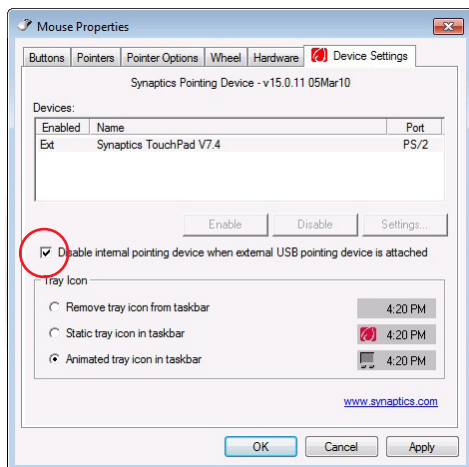 Mouse Properties
Buttons Pointers Pointer Options Wheel Hardware Device Settings
Synaptics Pointing Device - v15.0.11 05Mar10
Devices:
Enabled Name Port
Ext Synaptics TouchPad V7.4 PS/2
Enable Disable Settings...
Disable internal pointing device when external USB pointing device is attached
Tray Icon
Remove tray icon from taskbar 4:20 PM
Static tray icon in taskbar 4:20 PM
Animated tray icon in taskbar 4:20 PM
www.synaptics.com
OK Cancel Apply